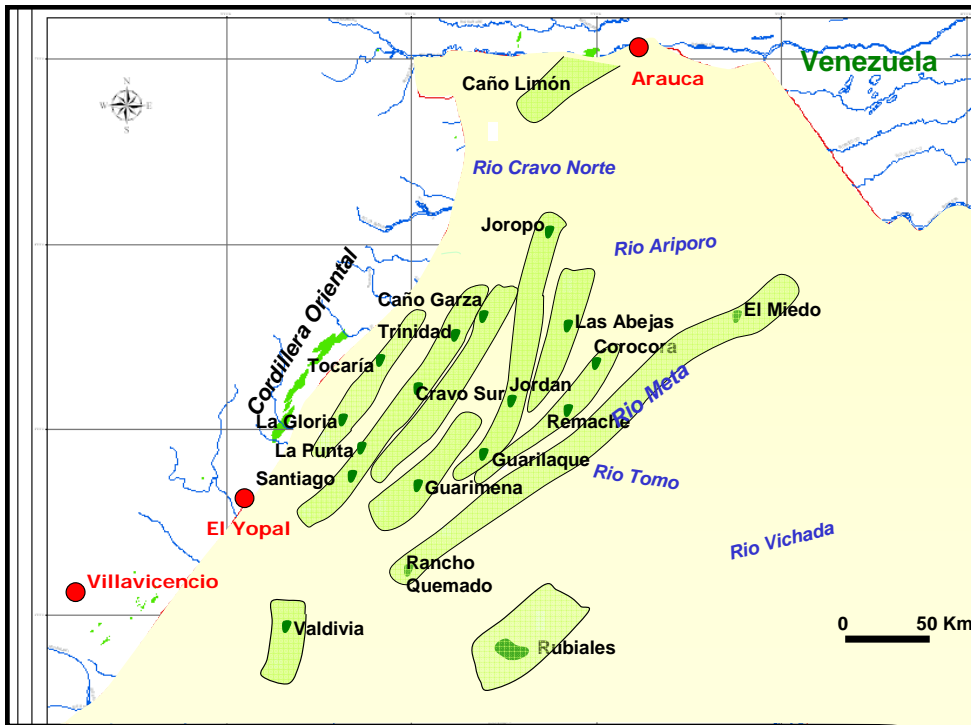 N
W E
S
Venezuela
Arauca
Caño Limón
Rio Cravo Norte
Joropo
Rio Ariporo
Cordillera Oriental
Caño Garza
Trinidad
Tocaría
Las Abejas
Corocora
El Miedo
Cravo Sur
Jordan
Rio Meta
La Gloria
Remache
La Punta
Santiago
Guarilaque
Guarimena
Rio Tomo
El Yopal
Rio Vichada
Rancho
Quemado
Villavicencio
Valdivia
Rubiales
0 50 Km